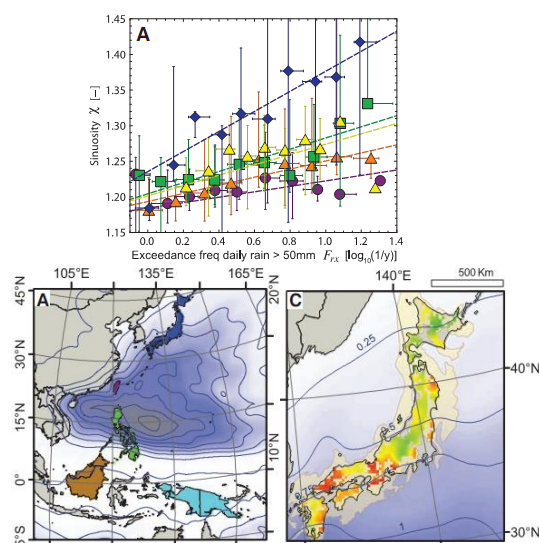 A
Sinuosity χ [–]
1.45
1.40
1.35
1.30
1.25
1.20
1.15
0.0 0.2 0.4 0.6 0.8 1.0 1.2 1.4
Exceedance freq daily rain > 50mm Frx [log10(1/y)]
105°E 135°E 165°E
A
45°N
30°N
15°N
0°
5°S
20°N
10°N
0°
140°E
500 Km
C
0.25
40°N
1
30°N